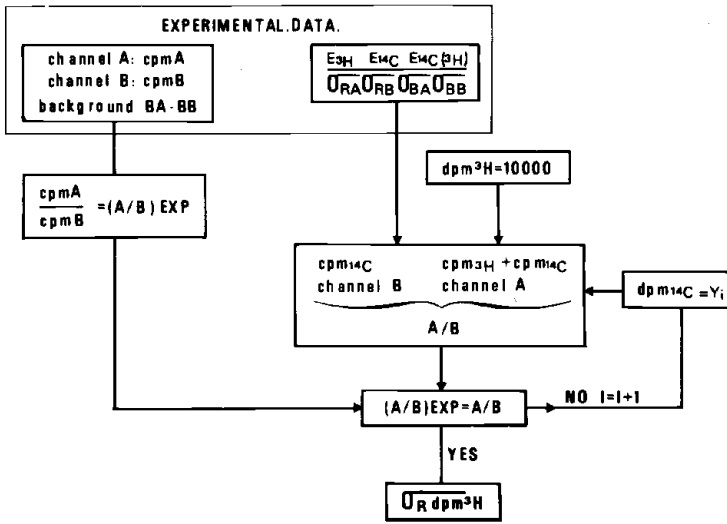 EXPERIMENTAL.DATA.
channel A: cpmA
channel B: cpmB
background BA-BB
E3H E14C E14C(3H)
σRA σRB σBA σBB
cpmA
cpmB
=(A/B) EXP
dpm³H=10000
cpm14C cpm3H+cpm14C
channel B channel A
A/B
dpm14C=Yi
(A/B)EXP=A/B
NO I=I+1
YES
σR dpm³H